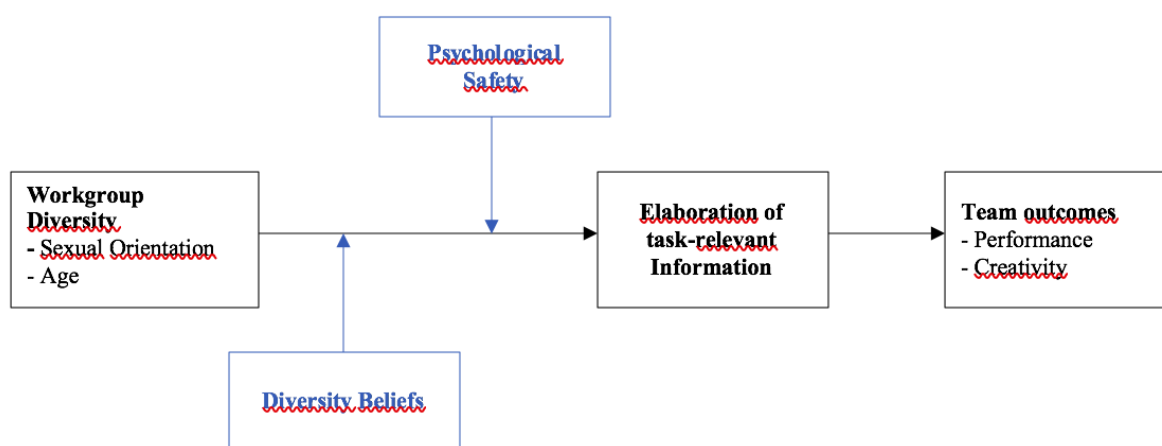 Psychological
Safety
Workgroup
Diversity
- Sexual Orientation
- Age
Elaboration of
task-relevant
Information
Team outcomes
- Performance
- Creativity
Diversity Beliefs